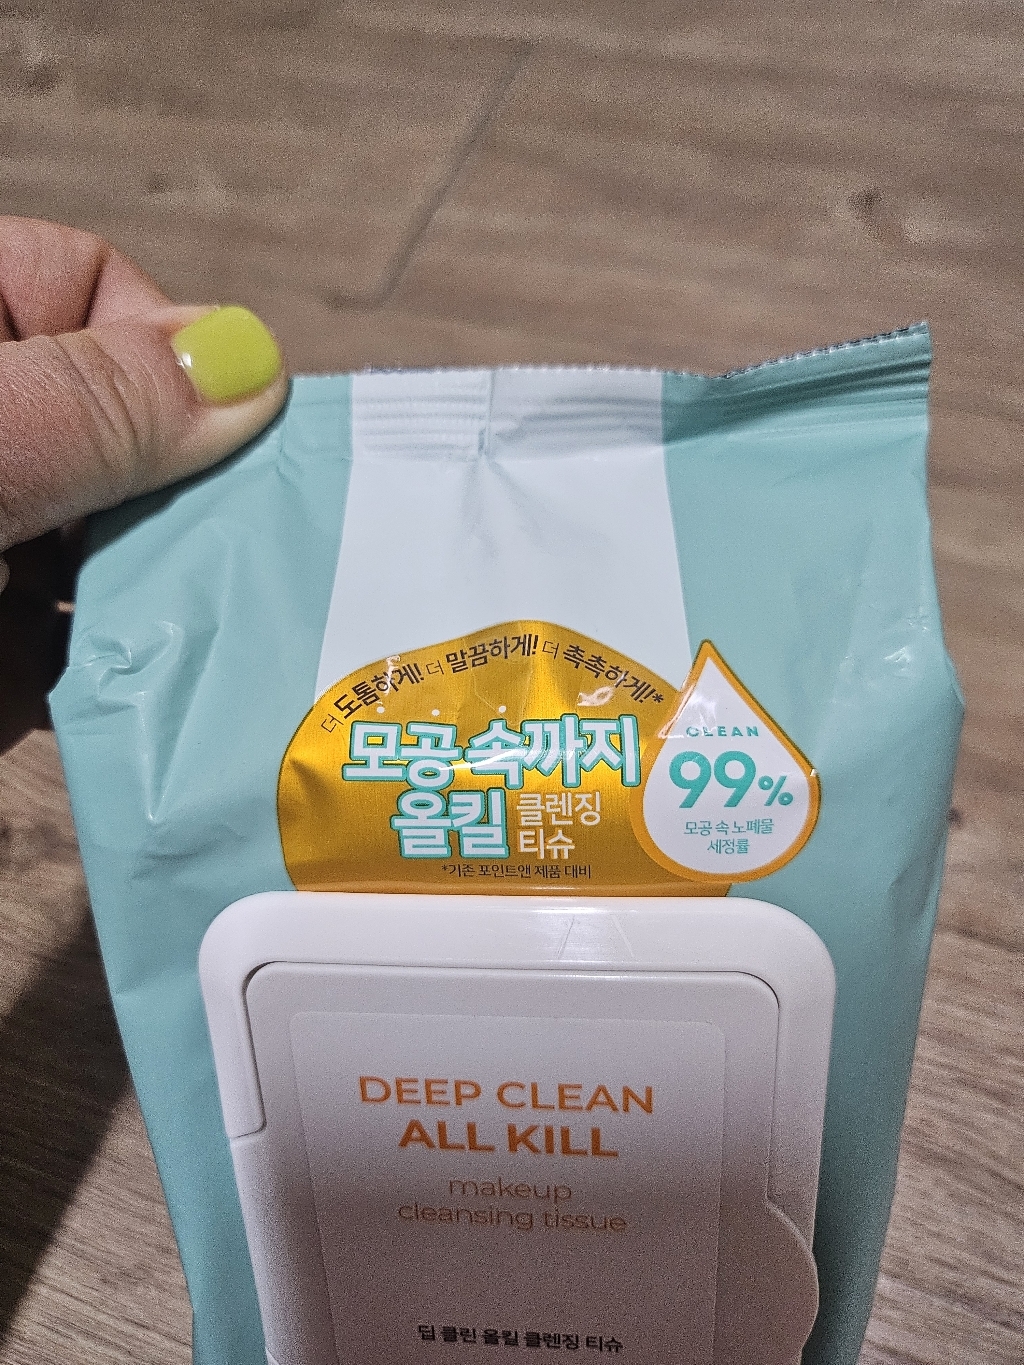 더 도톰하게! 더 말끔하게! 더 촉촉하게!*
모공 속까지
올킬 클렌징
티슈
*기존 포인트앤 제품 대비
CLEAN
99%
모공 속 노폐물
세정률
DEEP CLEAN
ALL KILL
makeup
cleansing tissue
딥 클린 올킬 클렌징 티슈